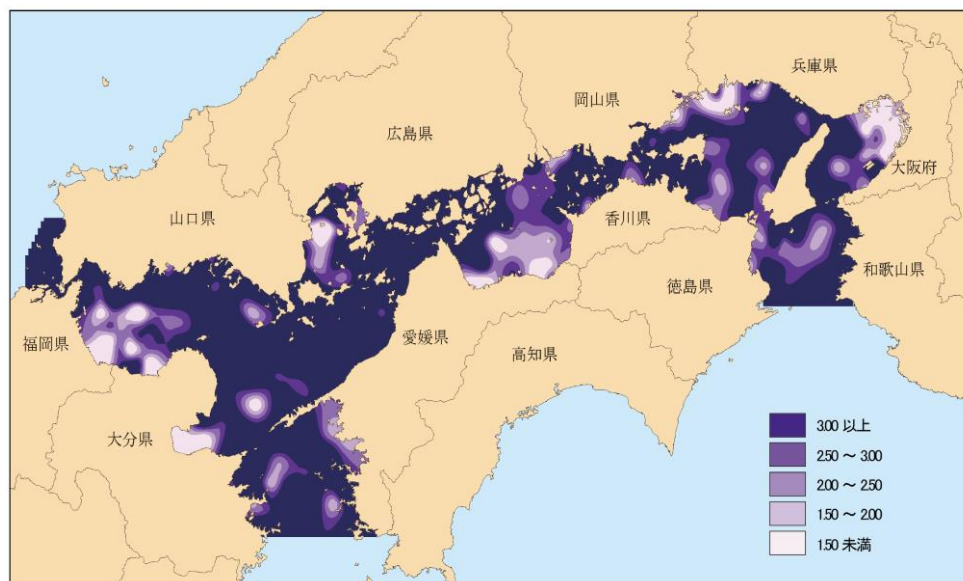 兵庫県
岡山県
広島県
大阪府
山口県
香川県
和歌山県
徳島県
愛媛県
福岡県
高知県
大分県
3.00 以上
2.50 ～ 3.00
2.00 ～ 2.50
1.50 ～ 2.00
1.50 未満